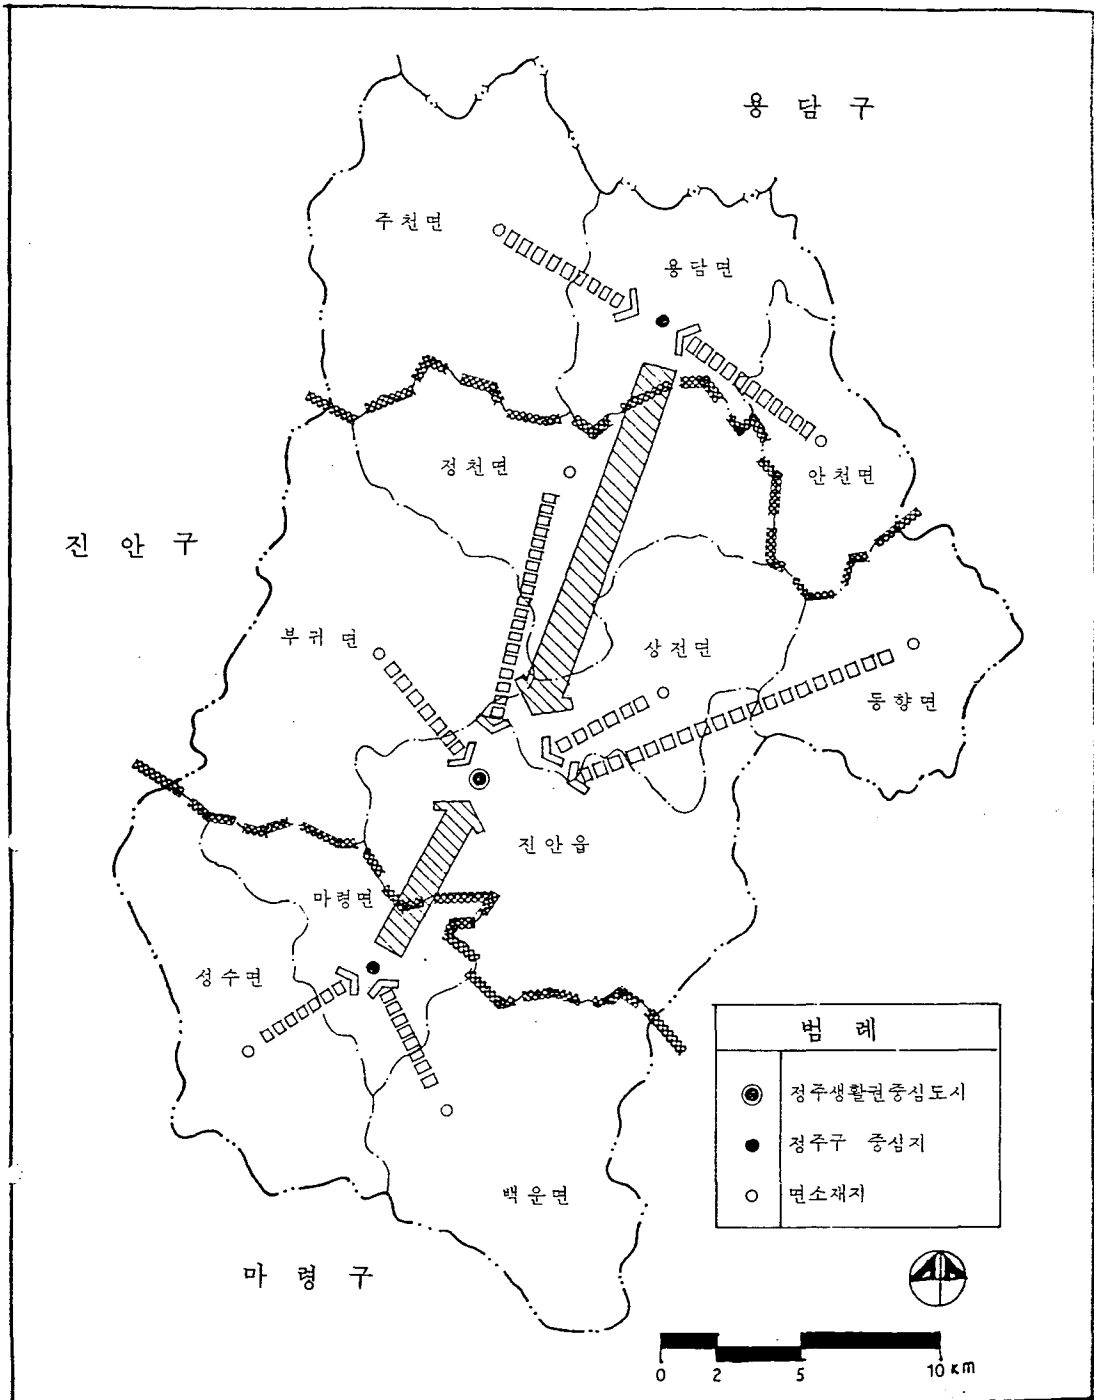 용 담 구
주천면
용담면
정천면
안천면
진 안 구
부귀 면
상전면
동향면
진안읍
마령면
성수면
범 례
정주생활권중심도시
정주구 중심지
면소재지
백운면
마 령 구
0 2 5 10 KM